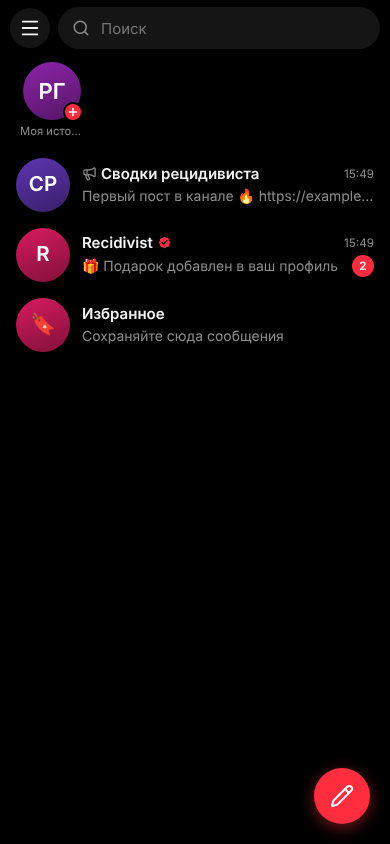 Поиск
РГ
Моя исто...
СР
Сводки рецидивиста
15:49
Первый пост в канале 🔥 https://example...
R
Recidivist
15:49
🎁 Подарок добавлен в ваш профиль
2
Избранное
Сохраняйте сюда сообщения